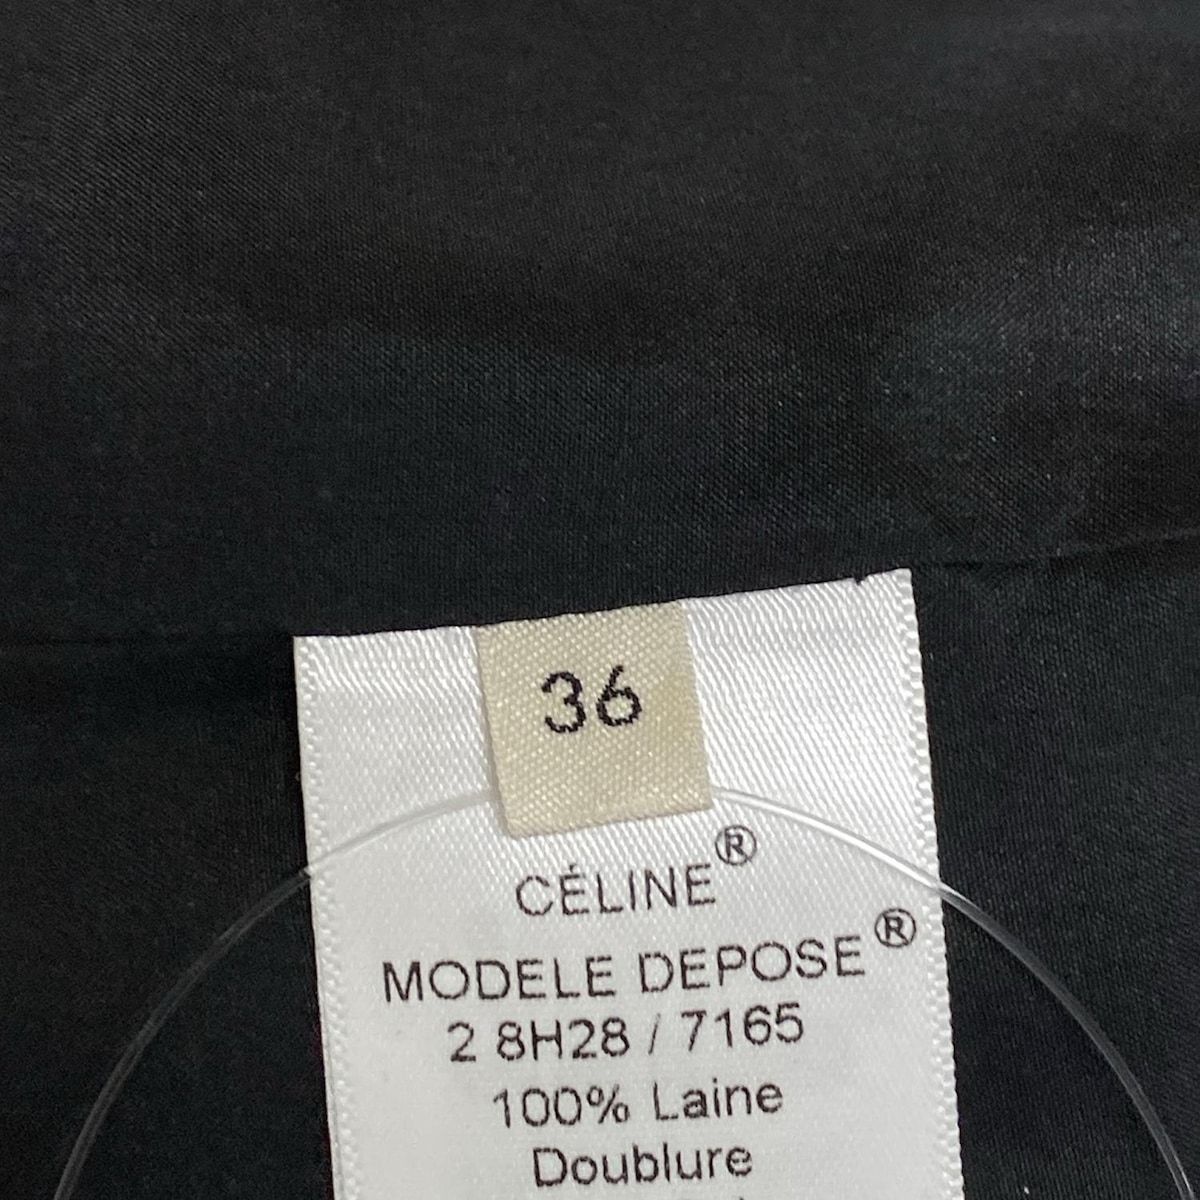 36
CÉLINE®
MODELE DEPOSE®
2 8H28 / 7165
100% Laine
Doublure